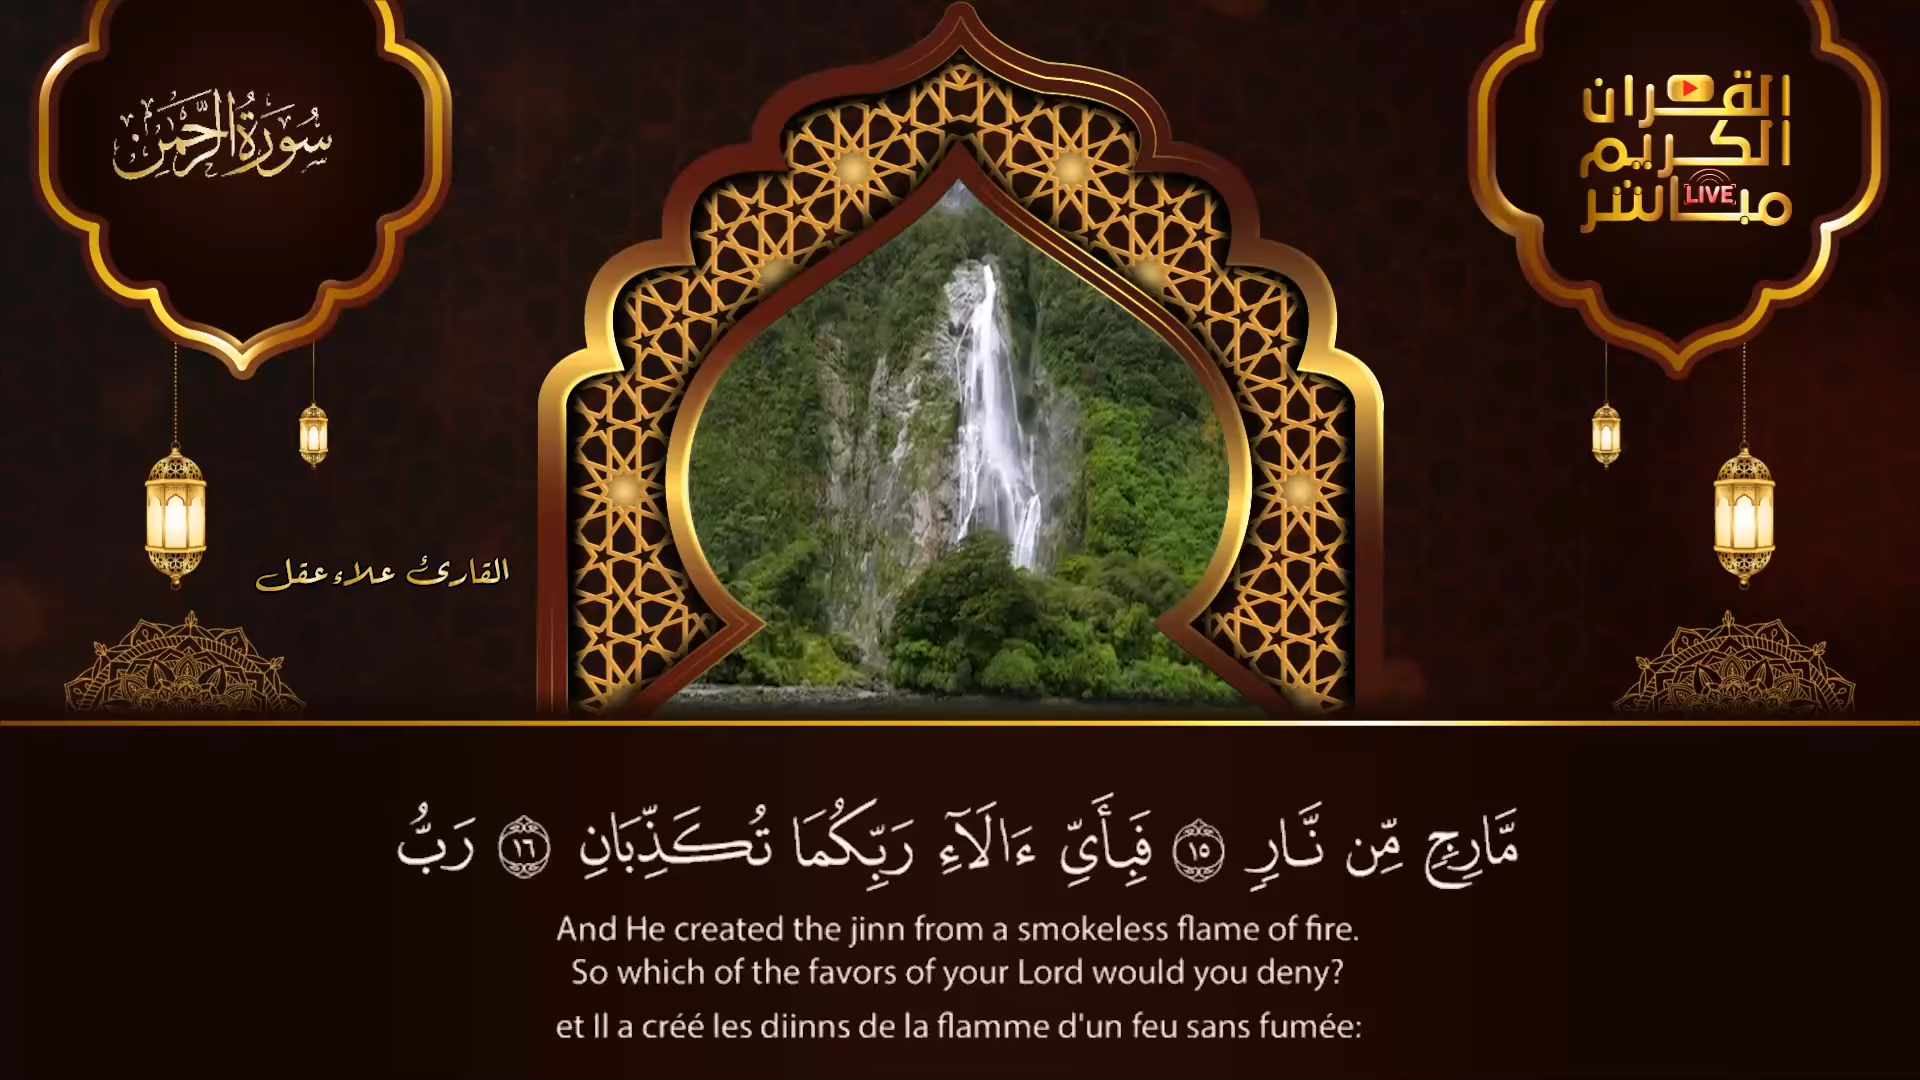 سُورَةُ الرَّحْمَن
القرآن
الكريم
مباشر
LIVE
القارئ علاء عقل
مَّارِجٍ مِّن نَّارٍ ١٥ فَبِأَيِّ ءَالَآءِ رَبِّكُمَا تُكَذِّبَانِ ١٦ رَبُّ
And He created the jinn from a smokeless flame of fire.
So which of the favors of your Lord would you deny?
et Il a créé les diinns de la flamme d'un feu sans fumée: